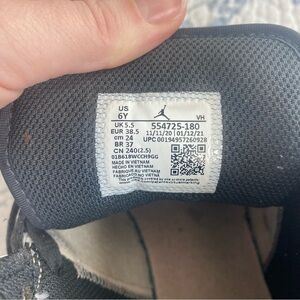 US
6Y
VH
UK 5.5
EUR 38.5
cm 24
BR 37
CN 240(2.5)
554725-180
11/11/20 | 01/12/21
UPC 00194957260928
01B618WCCH9GG
MADE IN VIETNAM
HECHO EN VIETNAM
FABRIQUE AU VIETNAM
FABRICADO NO VIETNÃ